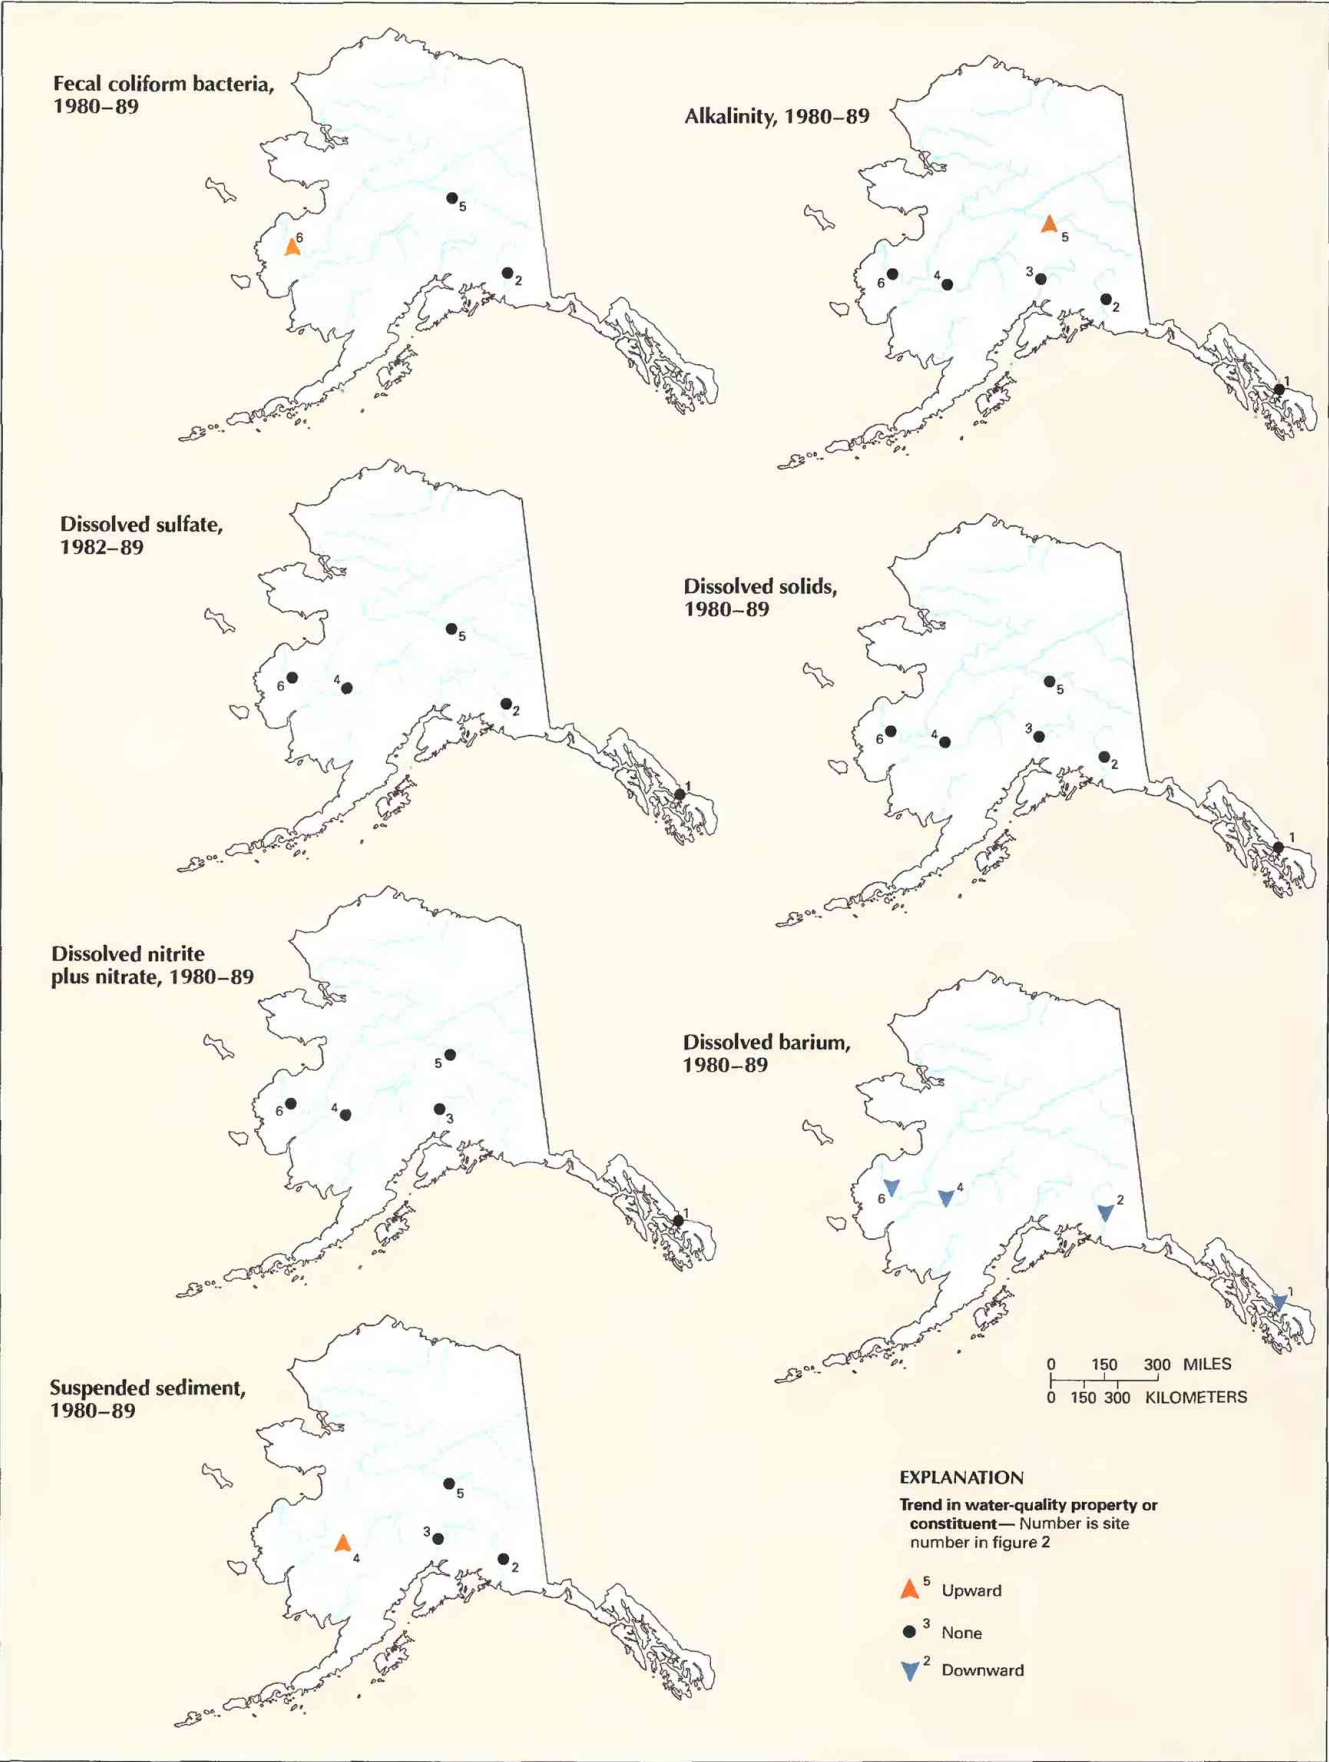 Fecal coliform bacteria,
1980–89
6
5
2
Alkalinity, 1980–89
5
6
4
3
2
1
Dissolved sulfate,
1982–89
5
6
4
2
1
Dissolved solids,
1980–89
5
6
4
3
2
1
Dissolved nitrite
plus nitrate, 1980–89
5
6
4
3
1
Dissolved barium,
1980–89
6
4
2
1
0 150 300 MILES
0 150 300 KILOMETERS
Suspended sediment,
1980–89
5
3
4
2
EXPLANATION
Trend in water-quality property or
constituent— Number is site
number in figure 2
5 Upward
3 None
2 Downward